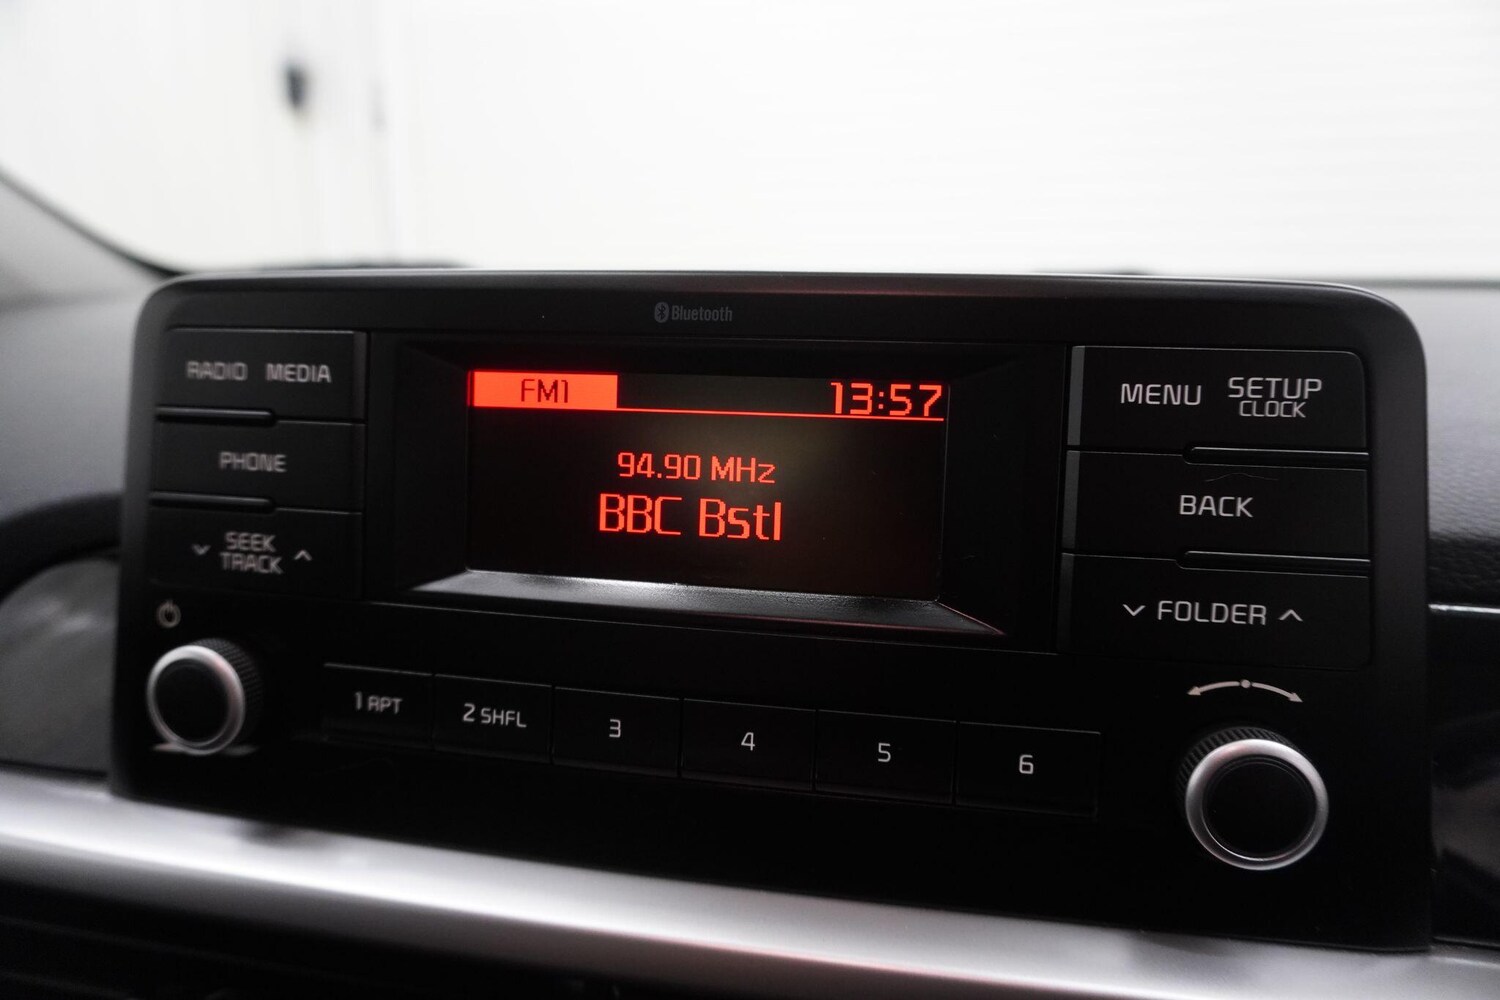 Bluetooth
RADIO MEDIA
PHONE
SEEK
TRACK
FM1 13:57
94.90 MHz
BBC Bstl
MENU SETUP
CLOCK
BACK
FOLDER
1 RPT
2 SHFL
3
4
5
6